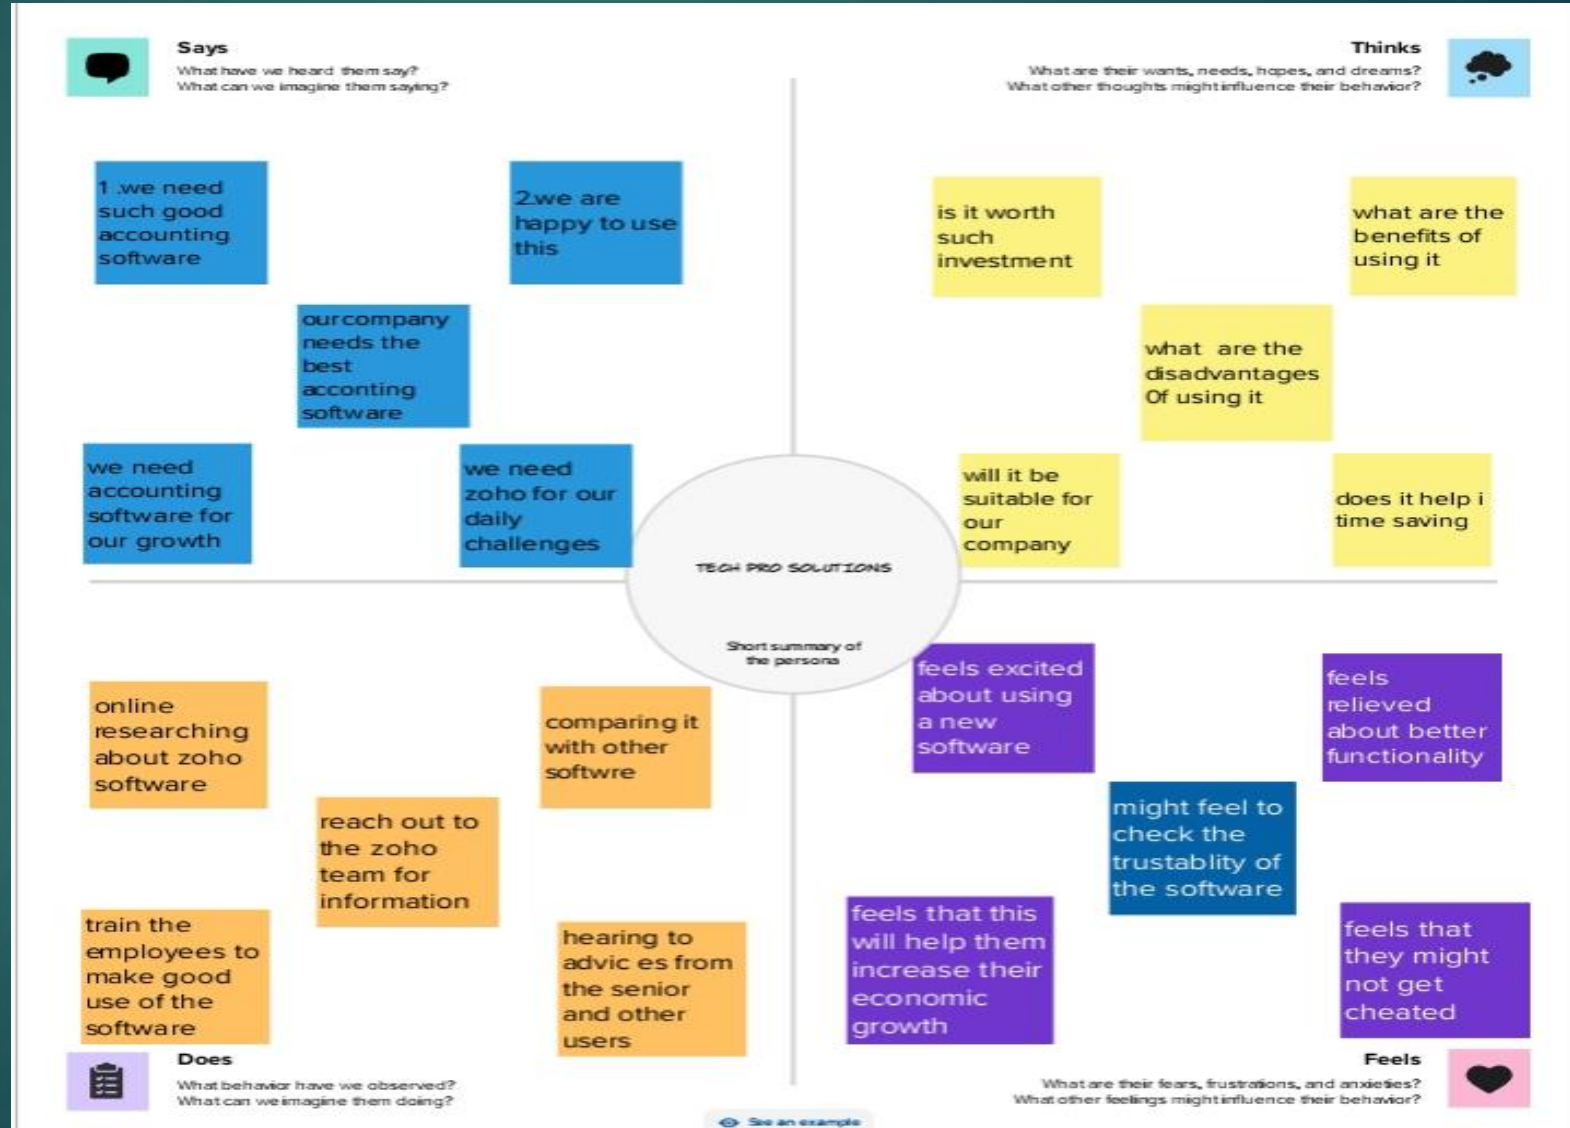 Says
What have we heard them say?
What can we imagine them saying?
Thinks
What are their wants, needs, hopes, and dreams?
What other thoughts might influence their behavior?
1 .we need
such good
accounting
software
2.we are
happy to use
this
our company
needs the
best
acconting
software
we need
accounting
software for
our growth
we need
zoho for our
daily
challenges
is it worth
such
investment
what are the
benefits of
using it
what are the
disadvantages
Of using it
will it be
suitable for
our
company
does it help i
time saving
TECH PRO SOLUTIONS
Short summary of
the persona
online
researching
about zoho
software
comparing it
with other
softwre
reach out to
the zoho
team for
information
train the
employees to
make good
use of the
software
hearing to
advic es from
the senior
and other
users
feels excited
about using
a new
software
feels
relieved
about better
functionality
might feel to
check the
trustablity of
the software
feels that this
will help them
increase their
economic
growth
feels that
they might
not get
cheated
Does
What behavior have we observed?
What can we imagine them doing?
Feels
What are their fears, frustrations, and anxieties?
What other feelings might influence their behavior?
See an example